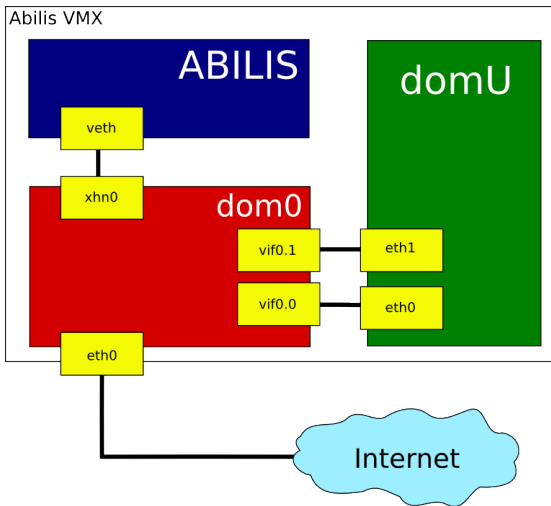 Abilis VMX
ABILIS
domU
veth
xhn0
dom0
vif0.1
eth1
vif0.0
eth0
eth0
Internet